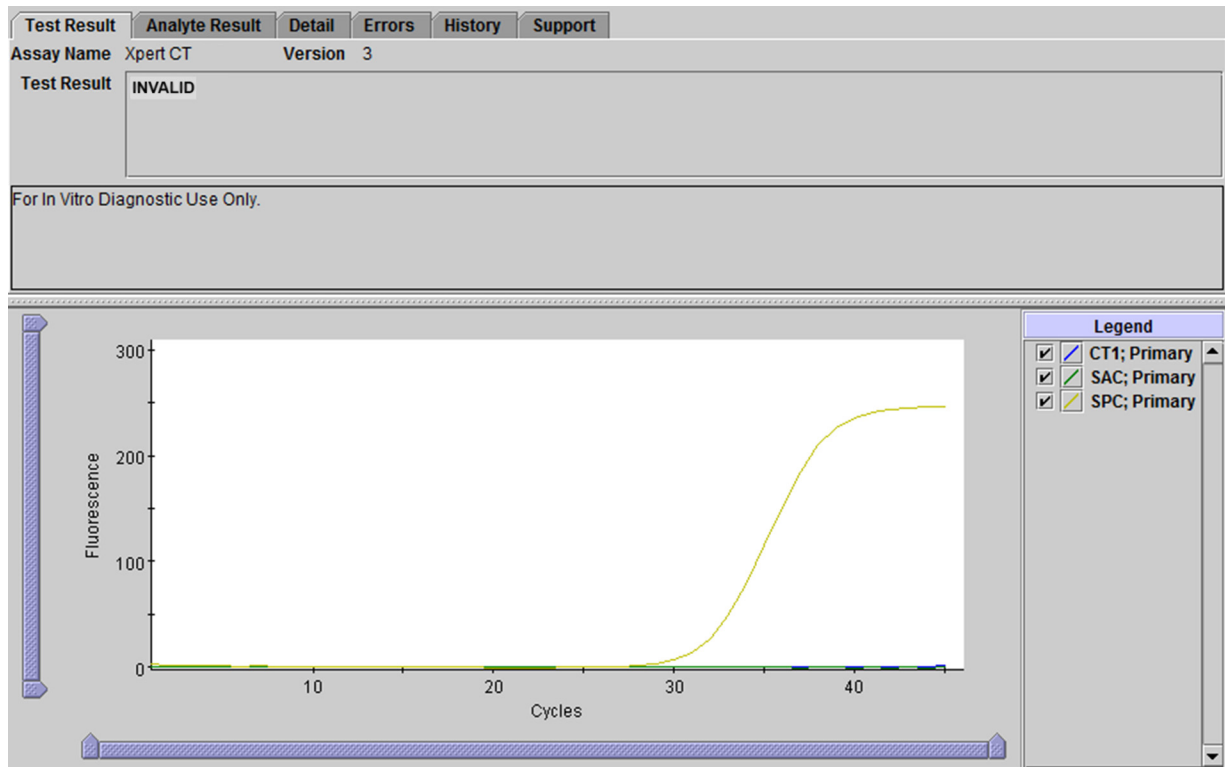 Test Result Analyte Result Detail Errors History Support
Assay Name Xpert CT Version 3
Test Result INVALID
For In Vitro Diagnostic Use Only.
Legend
CT1; Primary
SAC; Primary
SPC; Primary
300
200
100
0
Fluorescence
10 20 30 40
Cycles